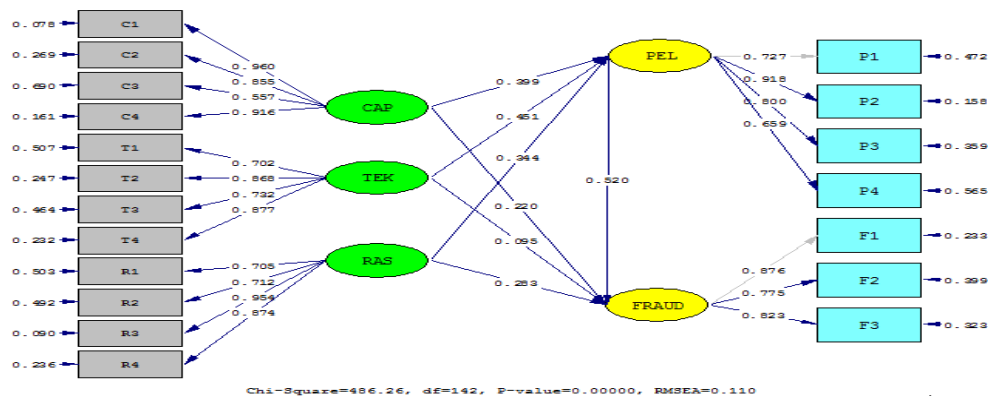 0.078 C1
0.269 C2
0.690 C3
0.161 C4
0.507 T1
0.247 T2
0.464 T3
0.232 T4
0.503 R1
0.492 R2
0.090 R3
0.236 R4
0.960
0.855
0.557
0.916
0.702
0.868
0.732
0.877
0.705
0.712
0.954
0.874
CAP
TEK
RAS
0.399
0.451
0.344
0.220
0.095
0.283
PEL
0.520
FRAUD
0.727
0.918
0.800
0.659
0.876
0.775
0.823
P1 0.472
P2 0.158
P3 0.359
P4 0.565
F1 0.233
F2 0.399
F3 0.323
Chi-Square=486.26, df=142, P-value=0.00000, RMSEA=0.110